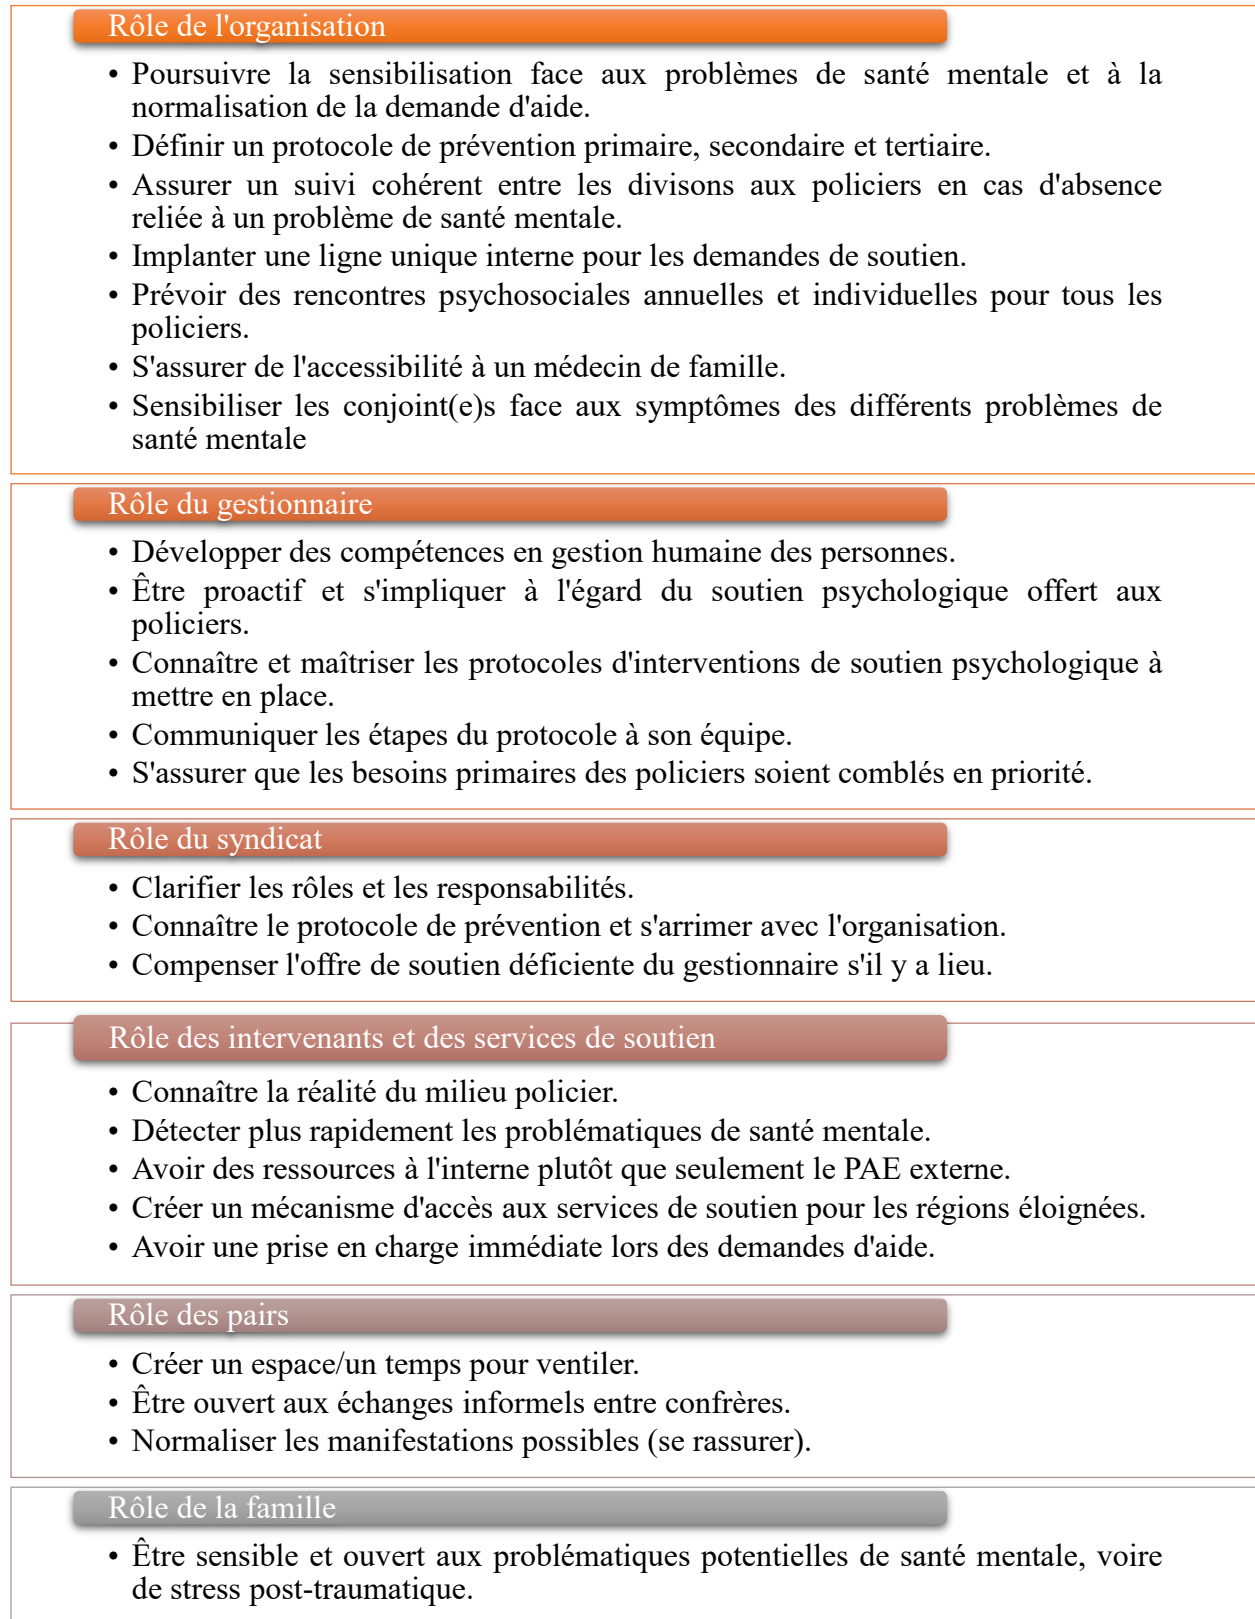 Rôle de l'organisation
• Poursuivre la sensibilisation face aux problèmes de santé mentale et à la
normalisation de la demande d'aide.
• Définir un protocole de prévention primaire, secondaire et tertiaire.
• Assurer un suivi cohérent entre les divisons aux policiers en cas d'absence
reliée à un problème de santé mentale.
• Implanter une ligne unique interne pour les demandes de soutien.
• Prévoir des rencontres psychosociales annuelles et individuelles pour tous les
policiers.
• S'assurer de l'accessibilité à un médecin de famille.
• Sensibiliser les conjoint(e)s face aux symptômes des différents problèmes de
santé mentale
Rôle du gestionnaire
• Développer des compétences en gestion humaine des personnes.
• Être proactif et s'impliquer à l'égard du soutien psychologique offert aux
policiers.
• Connaître et maîtriser les protocoles d'interventions de soutien psychologique à
mettre en place.
• Communiquer les étapes du protocole à son équipe.
• S'assurer que les besoins primaires des policiers soient comblés en priorité.
Rôle du syndicat
• Clarifier les rôles et les responsabilités.
• Connaître le protocole de prévention et s'arrimer avec l'organisation.
• Compenser l'offre de soutien déficiente du gestionnaire s'il y a lieu.
Rôle des intervenants et des services de soutien
• Connaître la réalité du milieu policier.
• Détecter plus rapidement les problématiques de santé mentale.
• Avoir des ressources à l'interne plutôt que seulement le PAE externe.
• Créer un mécanisme d'accès aux services de soutien pour les régions éloignées.
• Avoir une prise en charge immédiate lors des demandes d'aide.
Rôle des pairs
• Créer un espace/un temps pour ventiler.
• Être ouvert aux échanges informels entre confrères.
• Normaliser les manifestations possibles (se rassurer).
Rôle de la famille
• Être sensible et ouvert aux problématiques potentielles de santé mentale, voire
de stress post-traumatique.